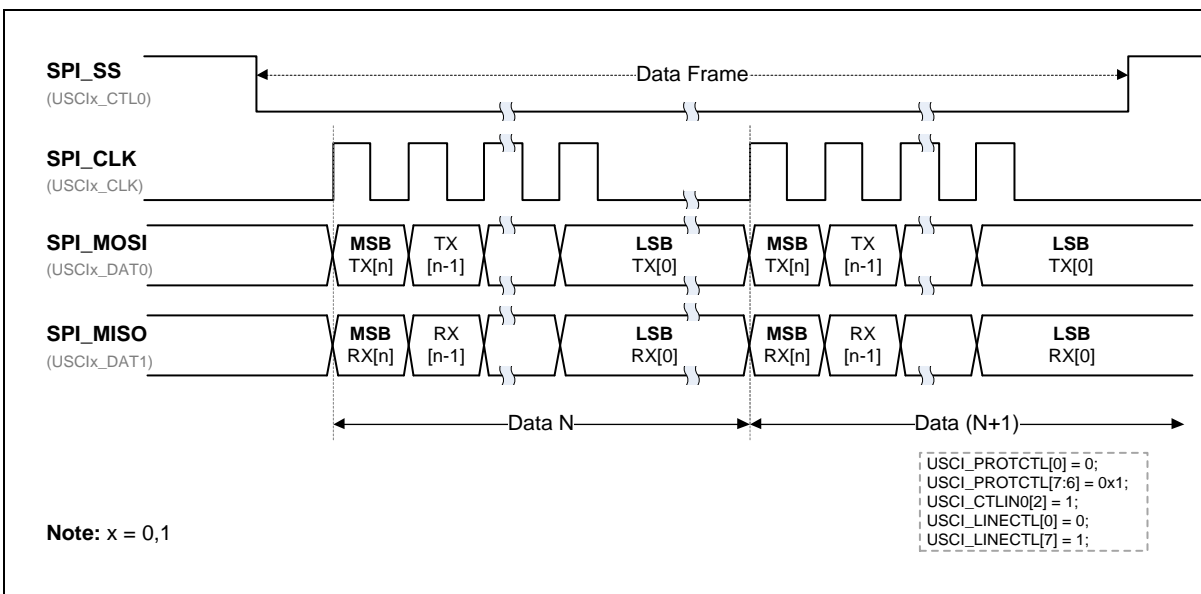 SPI_SS
(USCIx_CTL0)
Data Frame
SPI_CLK
(USCIx_CLK)
SPI_MOSI
(USCIx_DAT0)
MSB
TX[n]
TX
[n-1]
LSB
TX[0]
MSB
TX[n]
TX
[n-1]
LSB
TX[0]
SPI_MISO
(USCIx_DAT1)
MSB
RX[n]
RX
[n-1]
LSB
RX[0]
MSB
RX[n]
RX
[n-1]
LSB
RX[0]
Data N
Data (N+1)
USCI_PROTCTL[0] = 0;
USCI_PROTCTL[7:6] = 0x1;
USCI_CTLIN0[2] = 1;
USCI_LINECTL[0] = 0;
USCI_LINECTL[7] = 1;
Note: x = 0,1